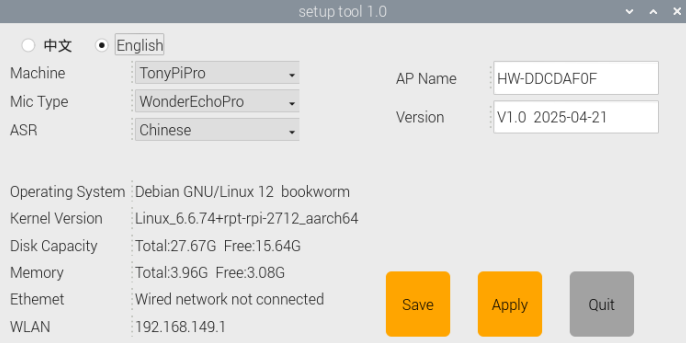 setup tool 1.0
中文 English
Machine TonyPiPro AP Name HW-DDCDAF0F
Mic Type WonderEchoPro
Version V1.0 2025-04-21
ASR Chinese
Operating System Debian GNU/Linux 12 bookworm
Kernel Version Linux_6.6.74+rpt-rpi-2712_aarch64
Disk Capacity Total:27.67G Free:15.64G
Memory Total:3.96G Free:3.08G
Ethemet Wired network not connected
Save Apply Quit
WLAN 192.168.149.1